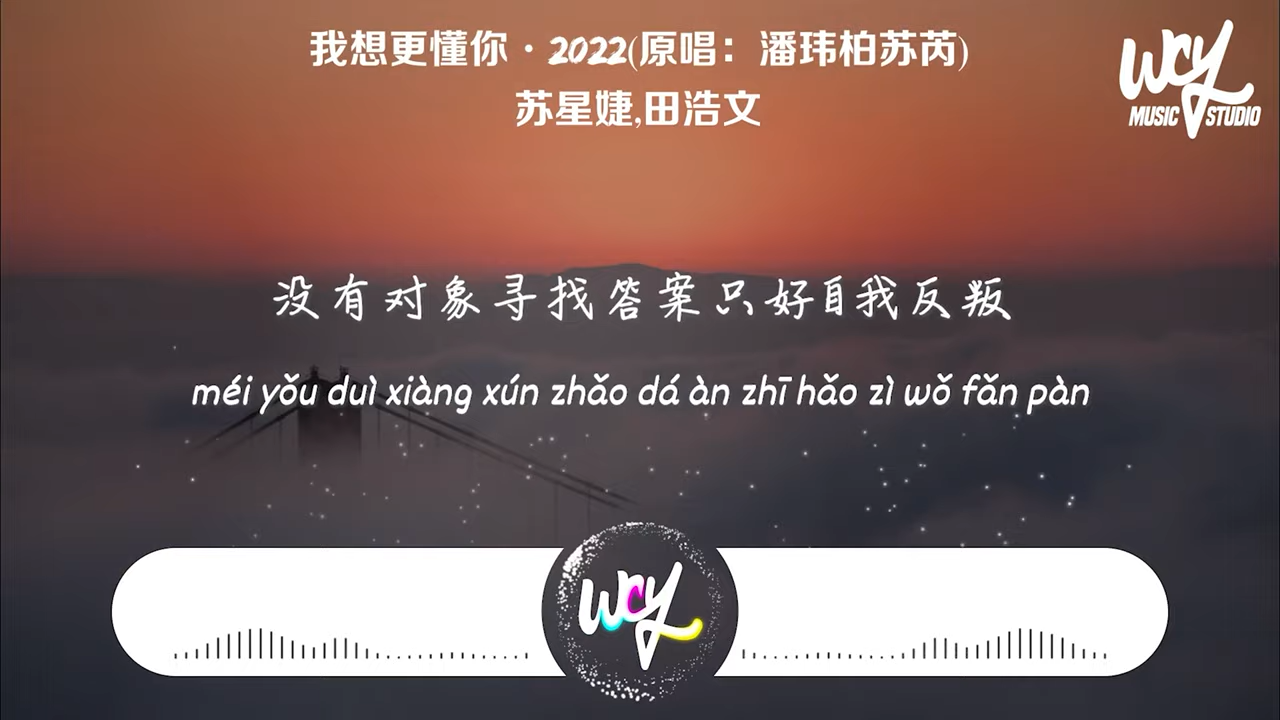 我想更懂你·2022(原唱：潘玮柏苏芮)
苏星婕,田浩文
wcy
MUSIC STUDIO
没有对象寻找答案只好自我反叛
méi yǒu duì xiàng xún zhǎo dá àn zhī hǎo zì wǒ fǎn pàn
wcy